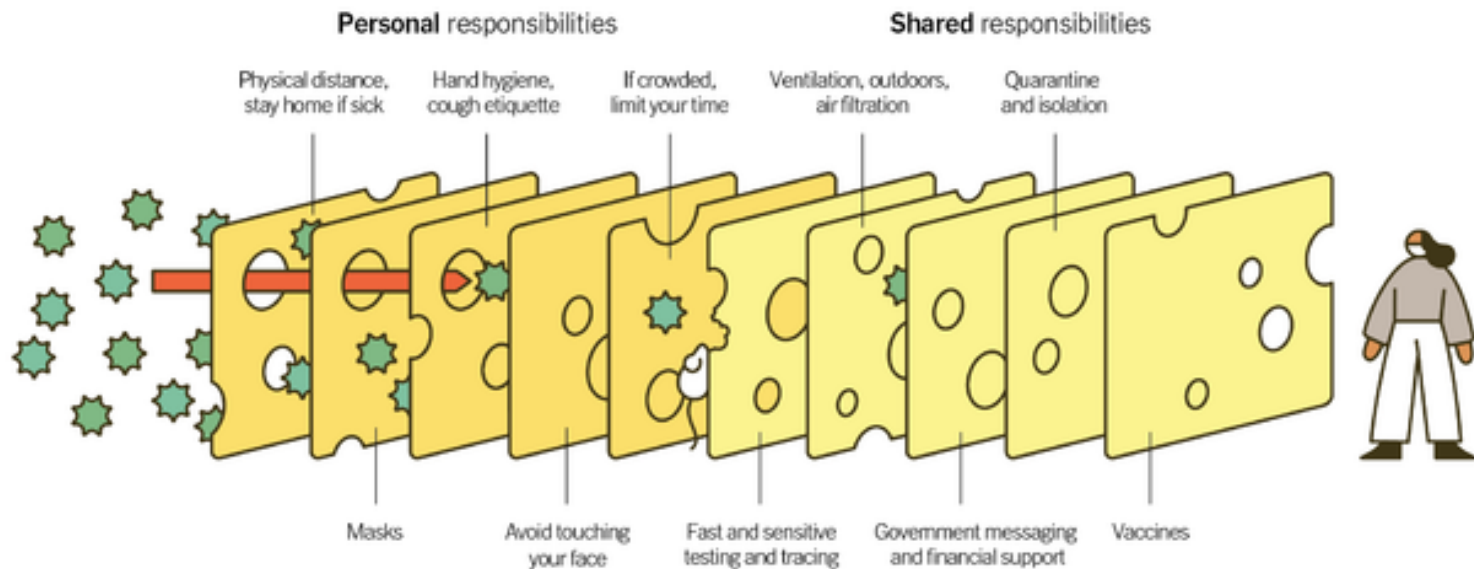 Personal responsibilities
Shared responsibilities
Physical distance,
stay home if sick
Hand hygiene,
cough etiquette
If crowded,
limit your time
Ventilation, outdoors,
air filtration
Quarantine
and isolation
Masks
Avoid touching
your face
Fast and sensitive
testing and tracing
Government messaging
and financial support
Vaccines